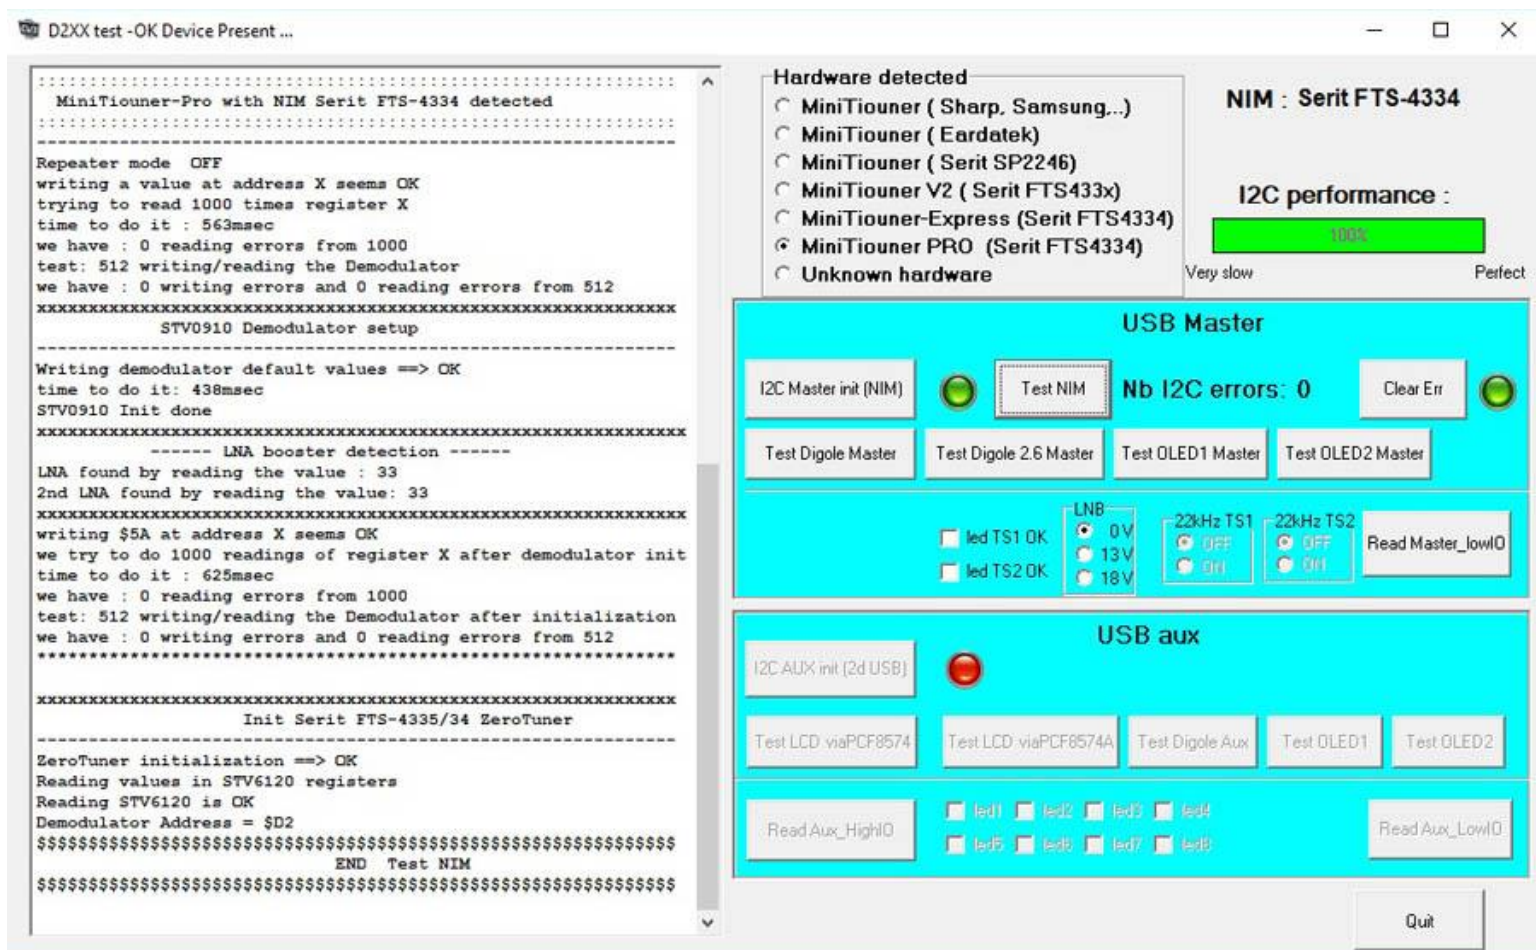 D2XX test -OK Device Present ...
::::::::::::::::::::::::::::::::::::::::::::::::::::::::::::::
MiniTiouner-Pro with NIM Serit FTS-4334 detected
::::::::::::::::::::::::::::::::::::::::::::::::::::::::::::::
--------------------------------------------------------------
Repeater mode  OFF
writing a value at address X seems OK
trying to read 1000 times register X
time to do it : 563msec
we have : 0 reading errors from 1000
test: 512 writing/reading the Demodulator
we have : 0 writing errors and 0 reading errors from 512
xxxxxxxxxxxxxxxxxxxxxxxxxxxxxxxxxxxxxxxxxxxxxxxxxxxxxxxxxxxxxx
STV0910 Demodulator setup
--------------------------------------------------------------
Writing demodulator default values ==> OK
time to do it: 438msec
STV0910 Init done
xxxxxxxxxxxxxxxxxxxxxxxxxxxxxxxxxxxxxxxxxxxxxxxxxxxxxxxxxxxxxxx
------ LNA booster detection ------
LNA found by reading the value : 33
2nd LNA found by reading the value: 33
xxxxxxxxxxxxxxxxxxxxxxxxxxxxxxxxxxxxxxxxxxxxxxxxxxxxxxxxxxxxxxx
writing $5A at address X seems OK
we try to do 1000 readings of register X after demodulator init
time to do it : 625msec
we have : 0 reading errors from 1000
test: 512 writing/reading the Demodulator after initialization
we have : 0 writing errors and 0 reading errors from 512
**************************************************************
xxxxxxxxxxxxxxxxxxxxxxxxxxxxxxxxxxxxxxxxxxxxxxxxxxxxxxxxxxxxxx
Init Serit FTS-4335/34 ZeroTuner
--------------------------------------------------------------
ZeroTuner initialization ==> OK
Reading values in STV6120 registers
Reading STV6120 is OK
Demodulator Address = $D2
$$$$$$$$$$$$$$$$$$$$$$$$$$$$$$$$$$$$$$$$$$$$$$$$$$$$$$$$$$$$$$
END  Test NIM
$$$$$$$$$$$$$$$$$$$$$$$$$$$$$$$$$$$$$$$$$$$$$$$$$$$$$$$$$$$$$$
Hardware detected
MiniTiouner ( Sharp, Samsung,..)
MiniTiouner ( Eardatek)
MiniTiouner ( Serit SP2246)
MiniTiouner V2 ( Serit FTS433x)
MiniTiouner-Express (Serit FTS4334)
MiniTiouner PRO  (Serit FTS4334)
Unknown hardware
NIM : Serit FTS-4334
I2C performance :
100%
Very slow Perfect
USB Master
I2C Master init (NIM) Test NIM Nb I2C errors: 0 Clear Err
Test Digole Master Test Digole 2.6 Master Test OLED1 Master Test OLED2 Master
led TS1 OK
led TS2 OK
LNB
0 V
13 V
18 V
22kHz TS1
OFF
ON
22kHz TS2
OFF
ON
Read Master_lowIO
USB aux
I2C AUX init (2d USB)
Test LCD viaPCF8574 Test LCD viaPCF8574A Test Digole Aux Test OLED1 Test OLED2
Read Aux_HighIO
led1 led2 led3 led4
led5 led6 led7 led8
Read Aux_LowIO
Quit